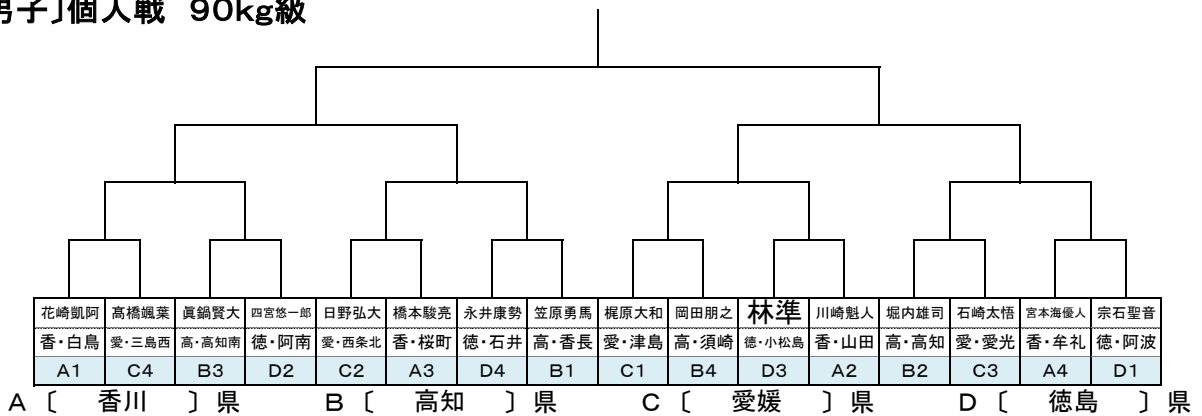 男子］個人戦　９０kg級
花崎凱阿 髙橋颯葉 眞鍋賢大 四宮悠一郎 日野弘大 橋本駿亮 永井康勢 笠原勇馬 梶原大和 岡田朋之 林準 川崎魁人 堀内雄司 石崎太悟 宮本海優人 宗石聖音
香・白鳥 愛・三島西 高・高知南 徳・阿南 愛・西条北 香・桜町 徳・石井 高・香長 愛・津島 高・須崎 徳・小松島 香・山田 高・高知 愛・愛光 香・牟礼 徳・阿波
A1 C4 B3 D2 C2 A3 D4 B1 C1 B4 D3 A2 B2 C3 A4 D1
A〔　香川　〕県　B〔　高知　〕県　C〔　愛媛　〕県　D〔　徳島　〕県